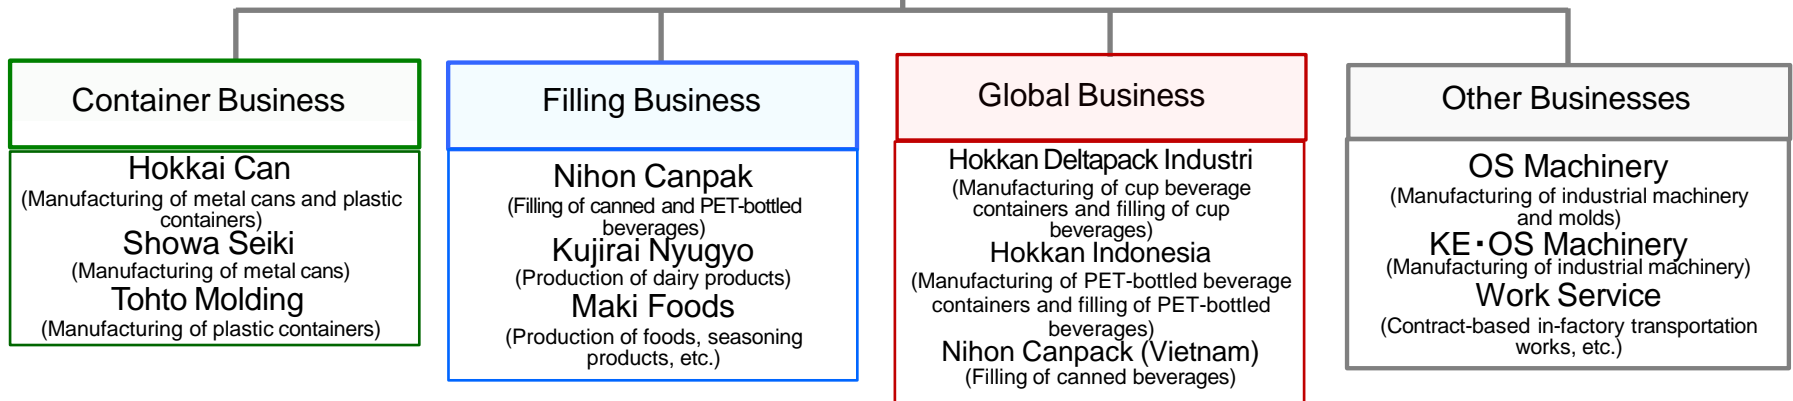 Container Business
Hokkai Can
(Manufacturing of metal cans and plastic
containers)
Showa Seiki
(Manufacturing of metal cans)
Tohto Molding
(Manufacturing of plastic containers)
Filling Business
Nihon Canpak
(Filling of canned and PET-bottled
beverages)
Kujirai Nyugyo
(Production of dairy products)
Maki Foods
(Production of foods, seasoning
products, etc.)
Global Business
Hokkan Deltapack Industri
(Manufacturing of cup beverage
containers and filling of cup
beverages)
Hokkan Indonesia
(Manufacturing of PET-bottled beverage
containers and filling of PET-bottled
beverages)
Nihon Canpack (Vietnam)
(Filling of canned beverages)
Other Businesses
OS Machinery
(Manufacturing of industrial machinery
and molds)
KE・OS Machinery
(Manufacturing of industrial machinery)
Work Service
(Contract-based in-factory transportation
works, etc.)